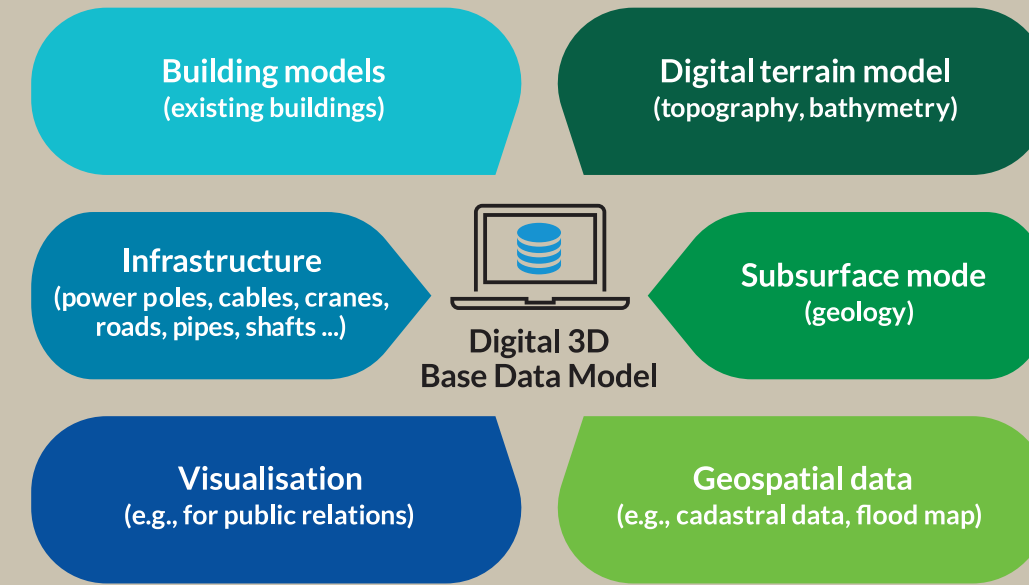 Building models
(existing buildings)
Digital terrain model
(topography, bathymetry)
Infrastructure
(power poles, cables, cranes,
roads, pipes, shafts ...)
Digital 3D
Base Data Model
Subsurface mode
(geology)
Visualisation
(e.g., for public relations)
Geospatial data
(e.g., cadastral data, flood map)